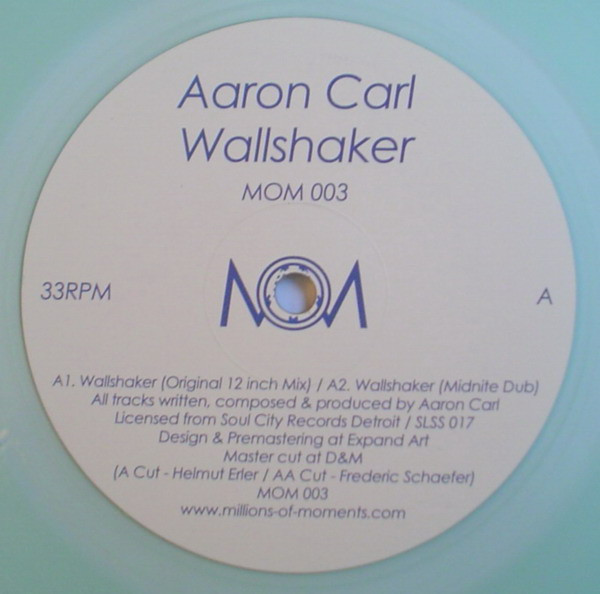 Aaron Carl
Wallshaker
MOM 003
MOM
33RPM
A
A1. Wallshaker (Original 12 inch Mix) / A2. Wallshaker (Midnite Dub)
All tracks written, composed & produced by Aaron Carl
Licensed from Soul City Records Detroit / SLSS 017
Design & Premastering at Expand Art
Master cut at D&M
(A Cut - Helmut Erler / AA Cut - Frederic Schaefer)
MOM 003
www.millions-of-moments.com